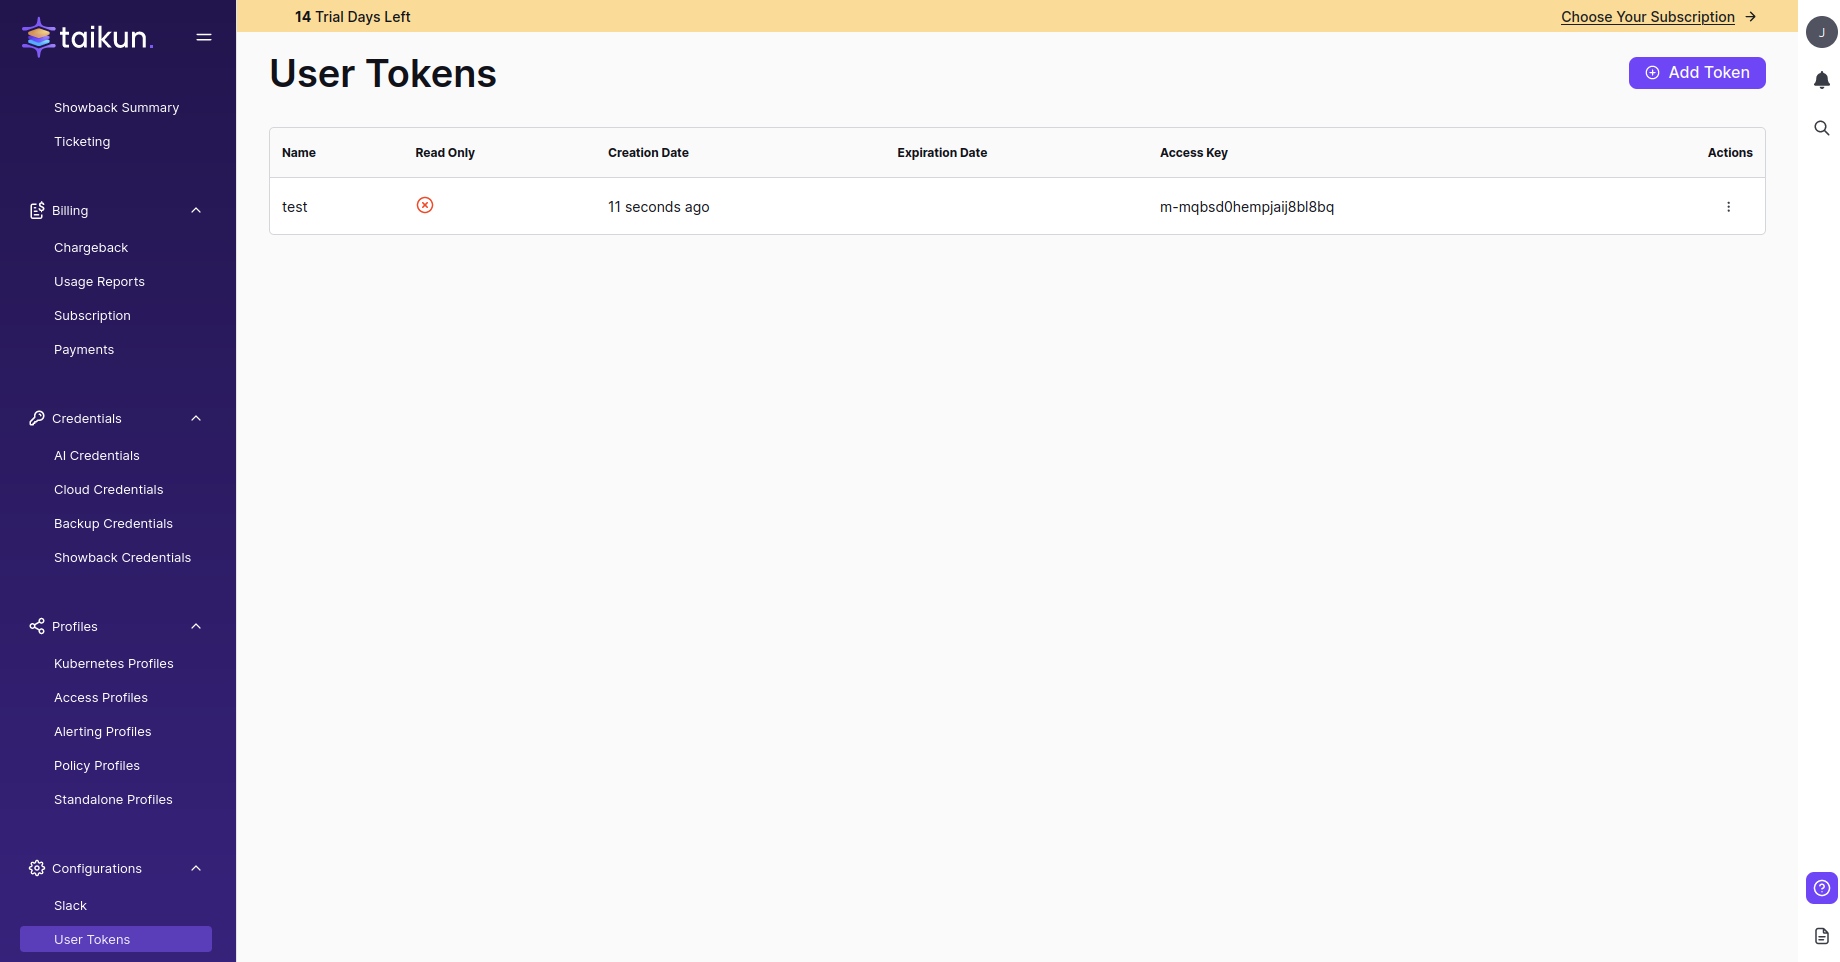 taikun.
Showback Summary
Ticketing
Billing
Chargeback
Usage Reports
Subscription
Payments
Credentials
AI Credentials
Cloud Credentials
Backup Credentials
Showback Credentials
Profiles
Kubernetes Profiles
Access Profiles
Alerting Profiles
Policy Profiles
Standalone Profiles
Configurations
Slack
User Tokens
14 Trial Days Left
Choose Your Subscription
User Tokens
Add Token
Name Read Only Creation Date Expiration Date Access Key Actions
test 11 seconds ago m-mqbsd0hempjaij8bl8bq
J